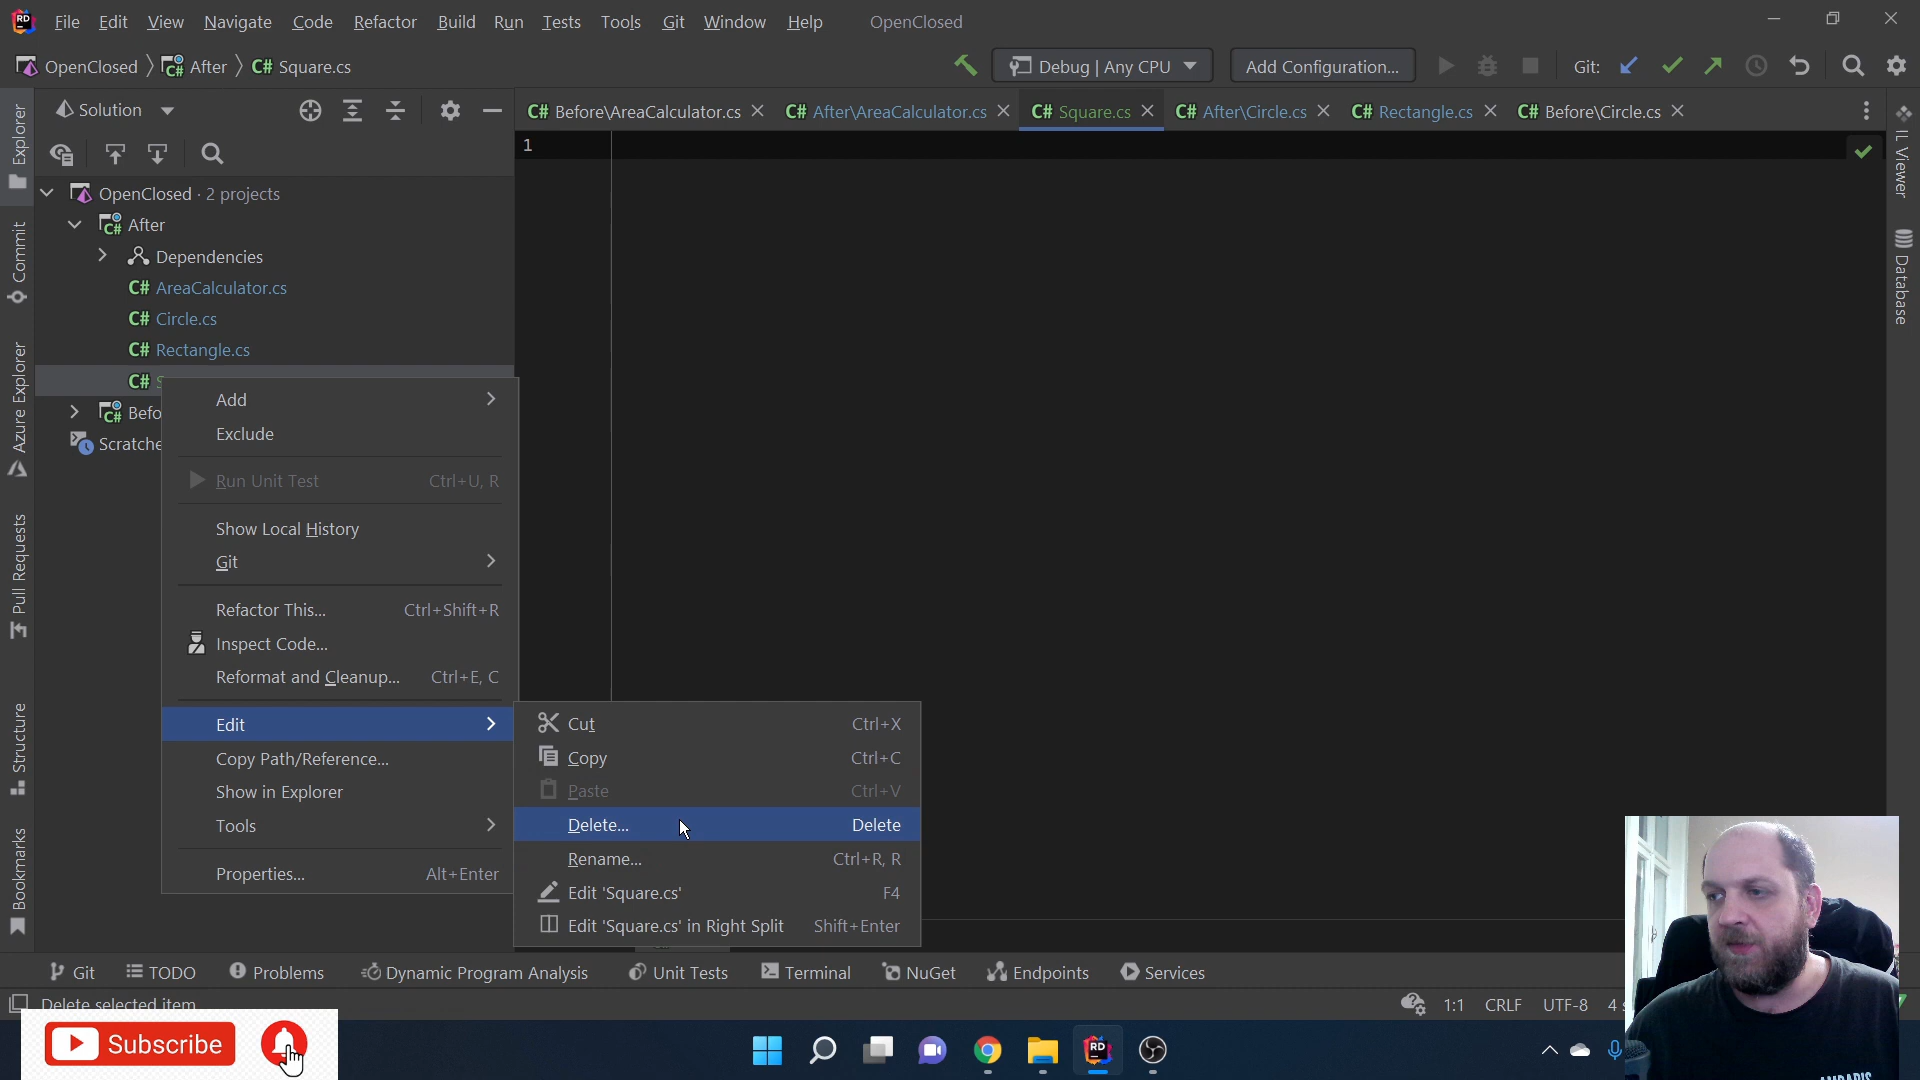 File Edit View Navigate Code Refactor Build Run Tests Tools Git Window Help OpenClosed
OpenClosed After C# Square.cs Debug | Any CPU Add Configuration... Git:
Solution
C# Before\AreaCalculator.cs C# After\AreaCalculator.cs C# Square.cs C# After\Circle.cs C# Rectangle.cs C# Before\Circle.cs
1
OpenClosed · 2 projects
C# After
Dependencies
C# AreaCalculator.cs
C# Circle.cs
C# Rectangle.cs
C# S
C# Befo
Scratche
Add
Exclude
Run Unit Test Ctrl+U, R
Show Local History
Git
Refactor This... Ctrl+Shift+R
Inspect Code...
Reformat and Cleanup... Ctrl+E, C
Edit
Copy Path/Reference...
Show in Explorer
Tools
Properties... Alt+Enter
Cut Ctrl+X
Copy Ctrl+C
Paste Ctrl+V
Delete... Delete
Rename... Ctrl+R, R
Edit 'Square.cs' F4
Edit 'Square.cs' in Right Split Shift+Enter
Explorer
Commit
Azure Explorer
Pull Requests
Structure
Bookmarks
IL Viewer
Database
Git TODO Problems Dynamic Program Analysis Unit Tests Terminal NuGet Endpoints Services
Delete selected item 1:1 CRLF UTF-8 4
Subscribe
RD